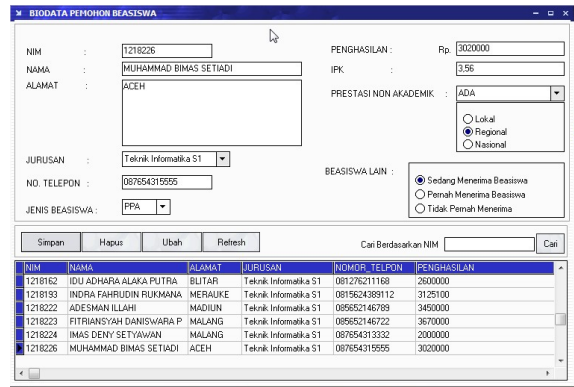 BIODATA PEMOHON BEASISWA
NIM : 1218226
NAMA : MUHAMMAD BIMAS SETIADI
ALAMAT : ACEH
JURUSAN : Teknik Informatika S1
NO. TELEPON : 087654315555
JENIS BEASISWA : PPA
PENGHASILAN : Rp. 3020000
IPK : 3,56
PRESTASI NON AKADEMIK : ADA
Lokal
Regional
Nasional
BEASISWA LAIN :
Sedang Menerima Beasiswa
Pernah Menerima Beasiswa
Tidak Pernah Menerima
Simpan Hapus Ubah Refresh Cari Berdasarkan NIM Cari
NIM NAMA ALAMAT JURUSAN NOMOR_TELPON PENGHASILAN
1218162 IDU ADHARA ALAKA PUTRA BLITAR Teknik Informatika S1 081276211168 2600000
1218193 INDRA FAHRUDIN RUKMANA MERAUKE Teknik Informatika S1 0815624389112 3125100
1218222 ADESMAN ILLAHI MADIUN Teknik Informatika S1 085652146789 3450000
1218223 FITRIANSYAH DANISWARA P MALANG Teknik Informatika S1 085652146722 3670000
1218224 IMAS DENY SETYAWAN MALANG Teknik Informatika S1 087654313332 2000000
1218226 MUHAMMAD BIMAS SETIADI ACEH Teknik Informatika S1 087654315555 3020000